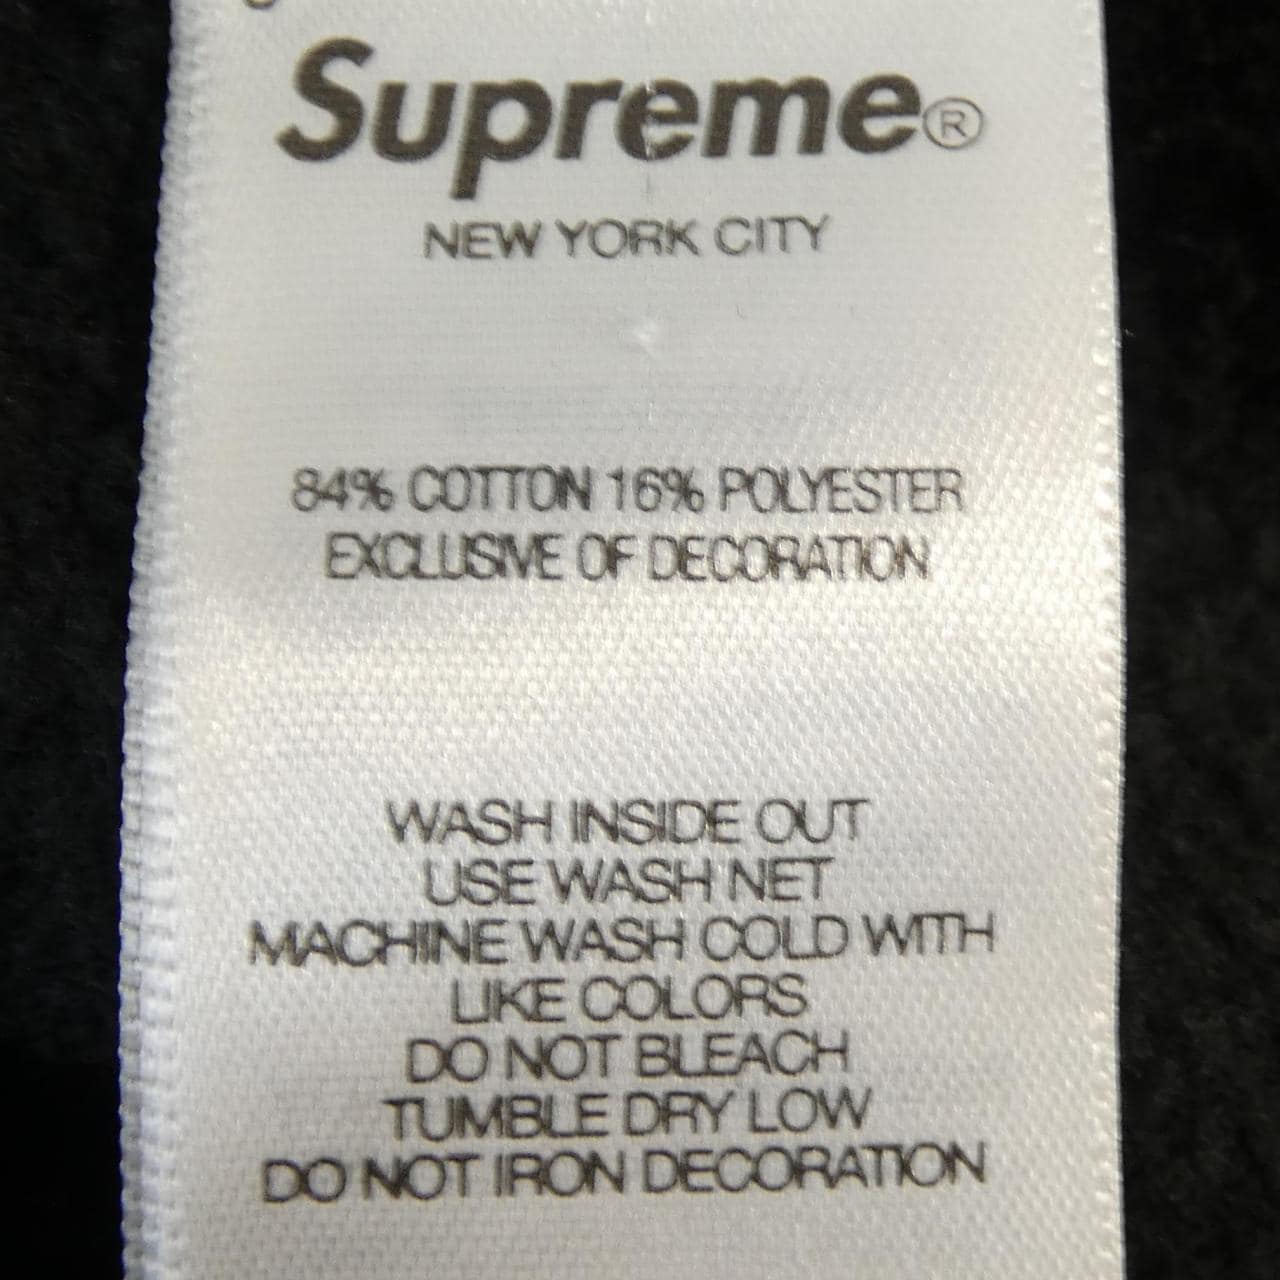 Supreme®
NEW YORK CITY
84% COTTON 16% POLYESTER
EXCLUSIVE OF DECORATION
WASH INSIDE OUT
USE WASH NET
MACHINE WASH COLD WITH
LIKE COLORS
DO NOT BLEACH
TUMBLE DRY LOW
DO NOT IRON DECORATION